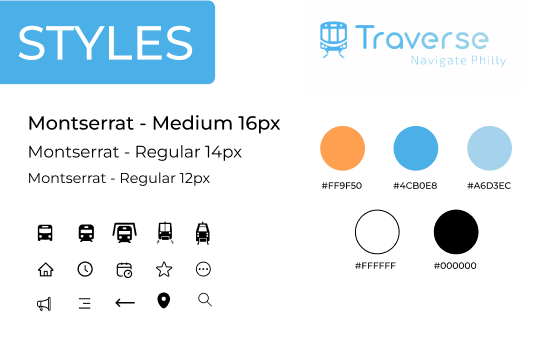 STYLES
Traverse
Navigate Philly
Montserrat - Medium 16px
Montserrat - Regular 14px
Montserrat - Regular 12px
#FF9F50
#4CB0E8
#A6D3EC
#FFFFFF
#000000